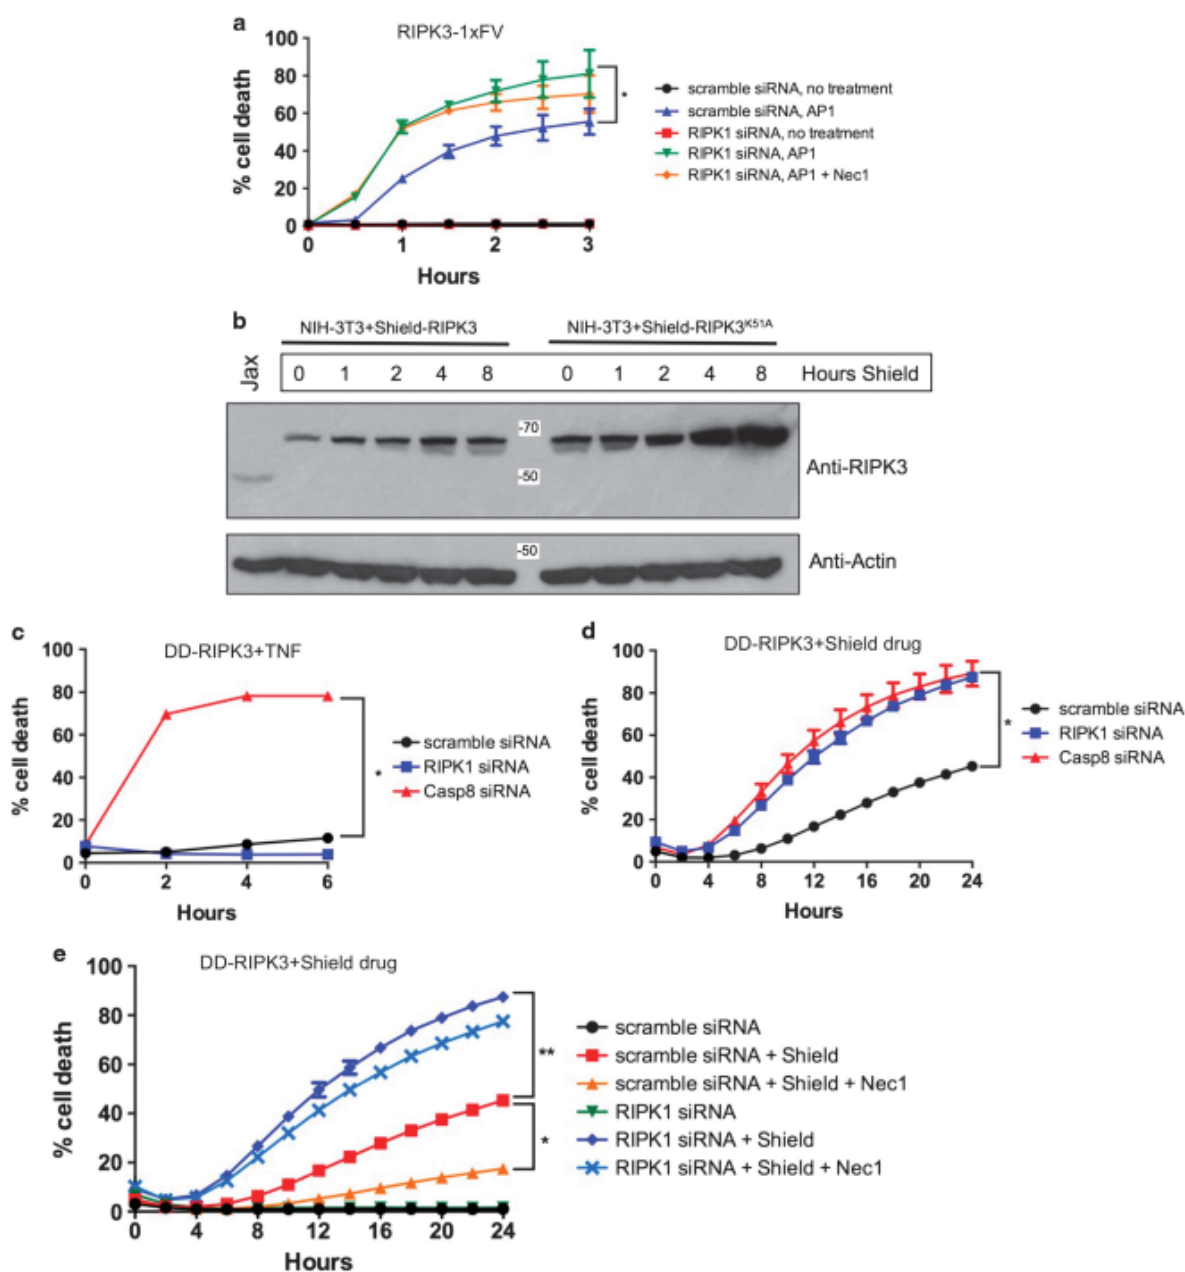 a
RIPK3-1xFV
100
80
60
40
20
0
% cell death
0 1 2 3
Hours
scramble siRNA, no treatment
scramble siRNA, AP1
RIPK1 siRNA, no treatment
RIPK1 siRNA, AP1
RIPK1 siRNA, AP1 + Nec1
*
b
NIH-3T3+Shield-RIPK3 NIH-3T3+Shield-RIPK3K51A
Jax
0 1 2 4 8 0 1 2 4 8 Hours Shield
-70
-50
Anti-RIPK3
-50
Anti-Actin
c
DD-RIPK3+TNF
100
80
60
40
20
0
% cell death
0 2 4 6
Hours
scramble siRNA
RIPK1 siRNA
Casp8 siRNA
*
d
DD-RIPK3+Shield drug
100
80
60
40
20
0
% cell death
0 4 8 12 16 20 24
Hours
scramble siRNA
RIPK1 siRNA
Casp8 siRNA
*
e
DD-RIPK3+Shield drug
100
80
60
40
20
0
% cell death
0 4 8 12 16 20 24
Hours
**
*
scramble siRNA
scramble siRNA + Shield
scramble siRNA + Shield + Nec1
RIPK1 siRNA
RIPK1 siRNA + Shield
RIPK1 siRNA + Shield + Nec1